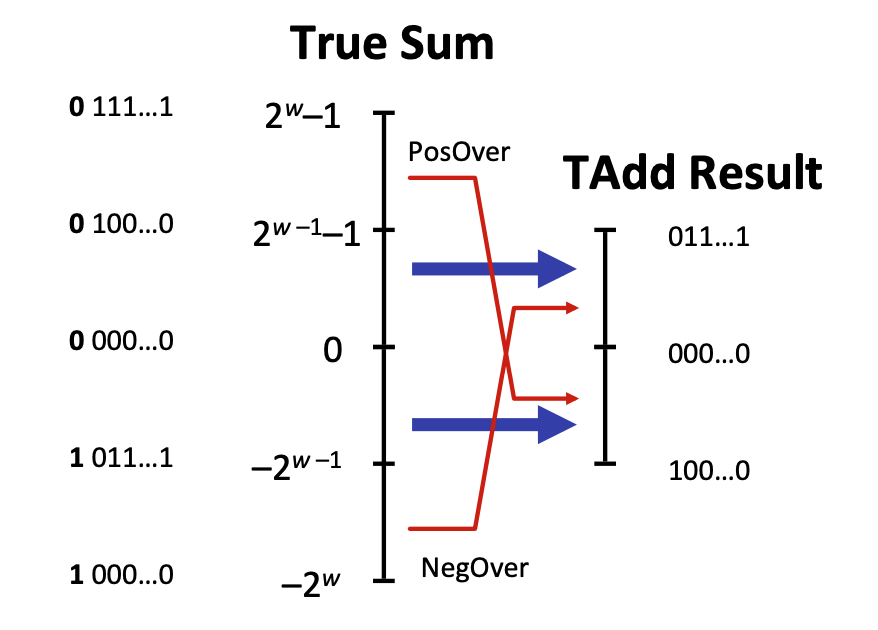 True Sum
0 111...1
2ʷ–1
PosOver
TAdd Result
0 100...0
2ʷ ⁻¹–1
011...1
0 000...0
0
000...0
1 011...1
–2ʷ ⁻¹
100...0
1 000...0
–2ʷ
NegOver